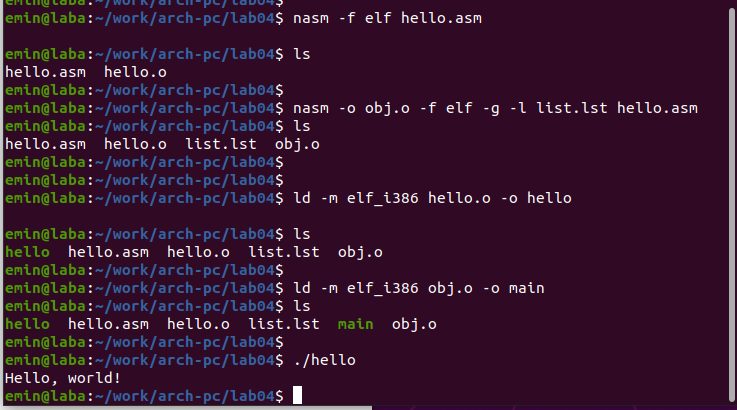 emin@laba:~/work/arch-pc/lab04$
emin@laba:~/work/arch-pc/lab04$ nasm -f elf hello.asm
emin@laba:~/work/arch-pc/lab04$ ls
hello.asm  hello.o
emin@laba:~/work/arch-pc/lab04$
emin@laba:~/work/arch-pc/lab04$ nasm -o obj.o -f elf -g -l list.lst hello.asm
emin@laba:~/work/arch-pc/lab04$ ls
hello.asm  hello.o  list.lst  obj.o
emin@laba:~/work/arch-pc/lab04$
emin@laba:~/work/arch-pc/lab04$
emin@laba:~/work/arch-pc/lab04$ ld -m elf_i386 hello.o -o hello
emin@laba:~/work/arch-pc/lab04$ ls
hello  hello.asm  hello.o  list.lst  obj.o
emin@laba:~/work/arch-pc/lab04$
emin@laba:~/work/arch-pc/lab04$ ld -m elf_i386 obj.o -o main
emin@laba:~/work/arch-pc/lab04$ ls
hello  hello.asm  hello.o  list.lst  main  obj.o
emin@laba:~/work/arch-pc/lab04$
emin@laba:~/work/arch-pc/lab04$ ./hello
Hello, world!
emin@laba:~/work/arch-pc/lab04$